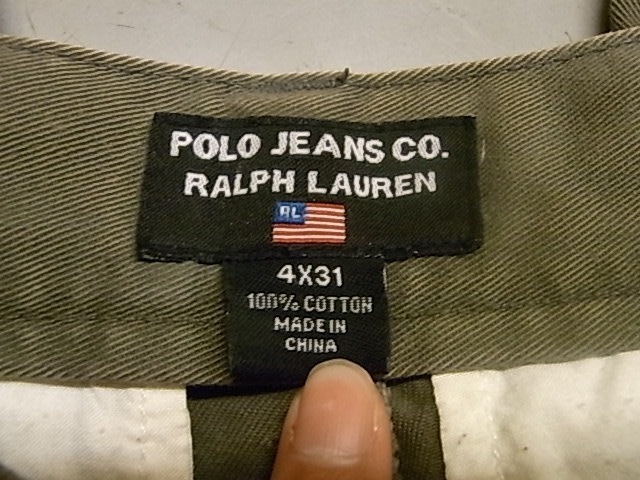 POLO JEANS CO.
RALPH LAUREN
RL
4X31
100% COTTON
MADE IN
CHINA